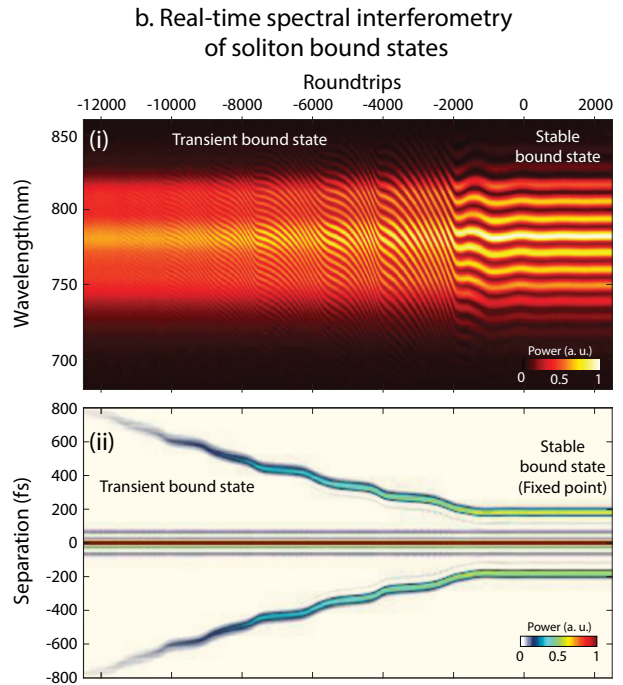 b. Real-time spectral interferometry
of soliton bound states
Roundtrips
-12000 -10000 -8000 -6000 -4000 -2000 0 2000
(i)
Transient bound state
Stable
bound state
Wavelength(nm)
850
800
750
700
Power (a. u.)
0 0.5 1
(ii)
Transient bound state
Stable
bound state
(Fixed point)
Separation (fs)
800
600
400
200
0
-200
-400
-600
-800
Power (a. u.)
0 0.5 1